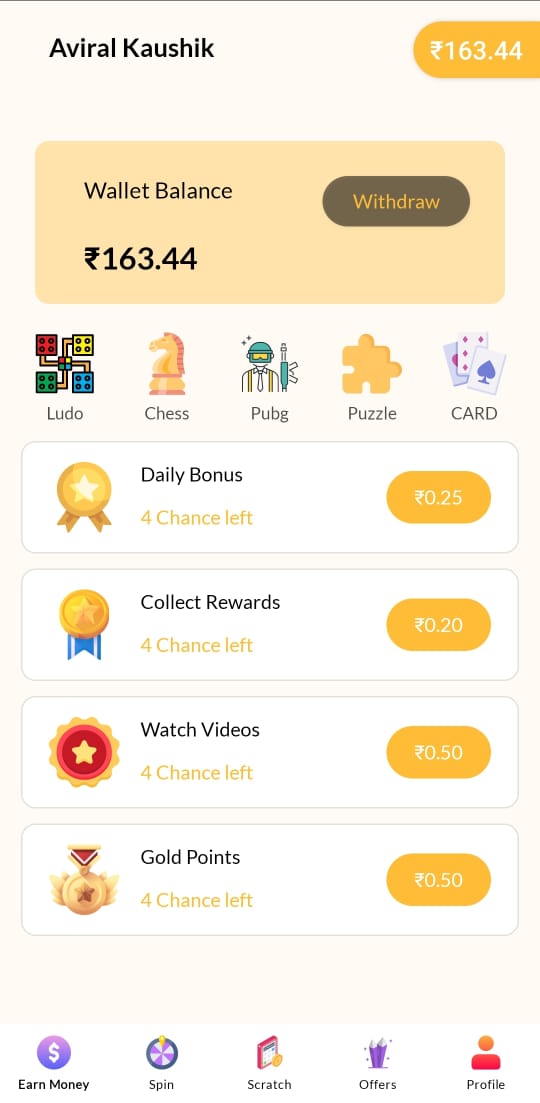 Aviral Kaushik
₹163.44
Wallet Balance
Withdraw
₹163.44
Ludo
Chess
Pubg
Puzzle
CARD
Daily Bonus
4 Chance left
₹0.25
Collect Rewards
4 Chance left
₹0.20
Watch Videos
4 Chance left
₹0.50
Gold Points
4 Chance left
₹0.50
Earn Money
Spin
Scratch
Offers
Profile